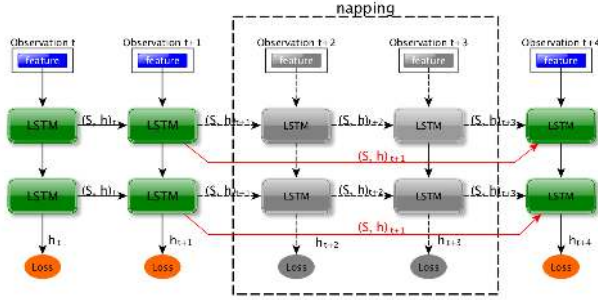 napping
Observation t Observation t+1 Observation t+2 Observation t+3 Observation t+4
feature feature feature feature feature
LSTM (S, h)t LSTM (S, h)t+1 LSTM (S, h)t+2 LSTM (S, h)t+3 LSTM
(S, h)t+1
LSTM (S, h)t LSTM (S, h)t+1 LSTM (S, h)t+2 LSTM (S, h)t+3 LSTM
(S, h)t+1
ht ht+1 ht+2 ht+3 ht+4
Loss Loss Loss Loss Loss